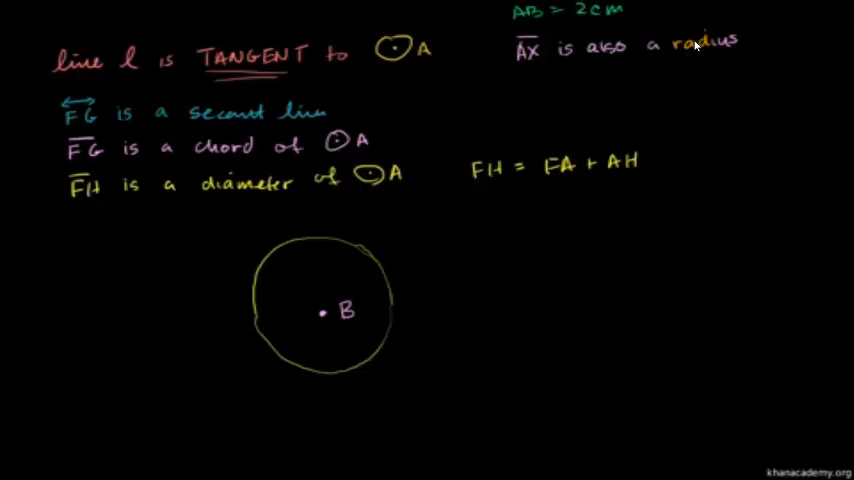 AB = 2cm
line l is TANGENT to ⊙A
AX is also a radius
FG is a secant line
FG is a chord of ⊙A
FH is a diameter of ⊙A
FH = FA + AH
B
khanacademy.org